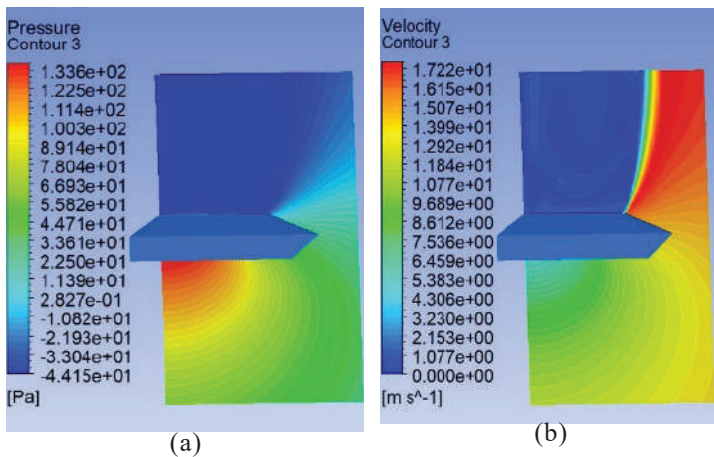 Pressure
Contour 3
1.336e+02
1.225e+02
1.114e+02
1.003e+02
8.914e+01
7.804e+01
6.693e+01
5.582e+01
4.471e+01
3.361e+01
2.250e+01
1.139e+01
2.827e-01
-1.082e+01
-2.193e+01
-3.304e+01
-4.415e+01
[Pa]
(a)
Velocity
Contour 3
1.722e+01
1.615e+01
1.507e+01
1.399e+01
1.292e+01
1.184e+01
1.077e+01
9.689e+00
8.612e+00
7.536e+00
6.459e+00
5.383e+00
4.306e+00
3.230e+00
2.153e+00
1.077e+00
0.000e+00
[m s^-1]
(b)